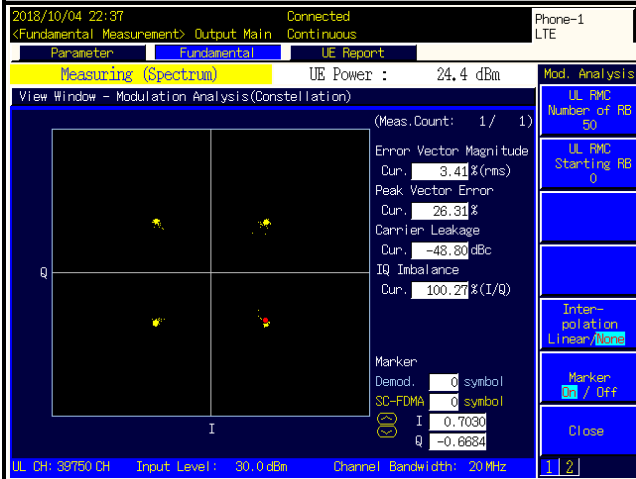 2018/10/04 22:37 Connected Phone-1
<Fundamental Measurement> Output Main Continuous LTE
Parameter Fundamental UE Report
Measuring (Spectrum) UE Power : 24.4 dBm Mod. Analysis
View Window - Modulation Analysis(Constellation)
UL RMC
Number of RB
50
(Meas.Count: 1/ 1)
Error Vector Magnitude
Cur. 3.41 %(rms)
Peak Vector Error
Cur. 26.31 %
Carrier Leakage
Cur. -48.80 dBc
IQ Imbalance
Cur. 100.27 %(I/Q)
UL RMC
Starting RB
0
Q
I
Marker
Demod. 0 symbol
SC-FDMA 0 symbol
I 0.7030
Q -0.6684
Inter-
polation
Linear/None
Marker
On / Off
Close
UL CH: 39750 CH Input Level: 30.0 dBm Channel Bandwidth: 20 MHz 1 2